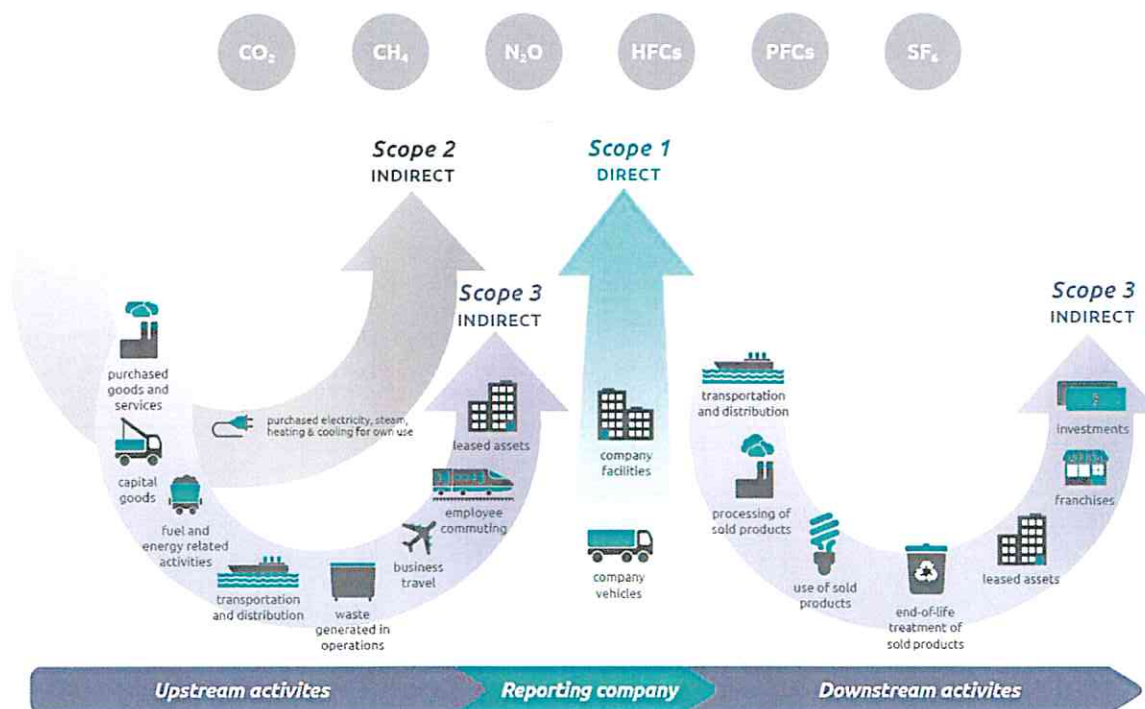 CO₂
CH₄
N₂O
HFCs
PFCs
SF₆
Scope 2
INDIRECT
Scope 1
DIRECT
Scope 3
INDIRECT
Scope 3
INDIRECT
purchased
goods and
services
capital
goods
fuel and
energy related
activities
purchased electricity, steam,
heating & cooling for own use
transportation
and distribution
waste
generated in
operations
business
travel
employee
commuting
leased assets
company
facilities
company
vehicles
transportation
and distribution
processing of
sold products
use of sold
products
end-of-life
treatment of
sold products
leased assets
franchises
investments
Upstream activites
Reporting company
Downstream activites